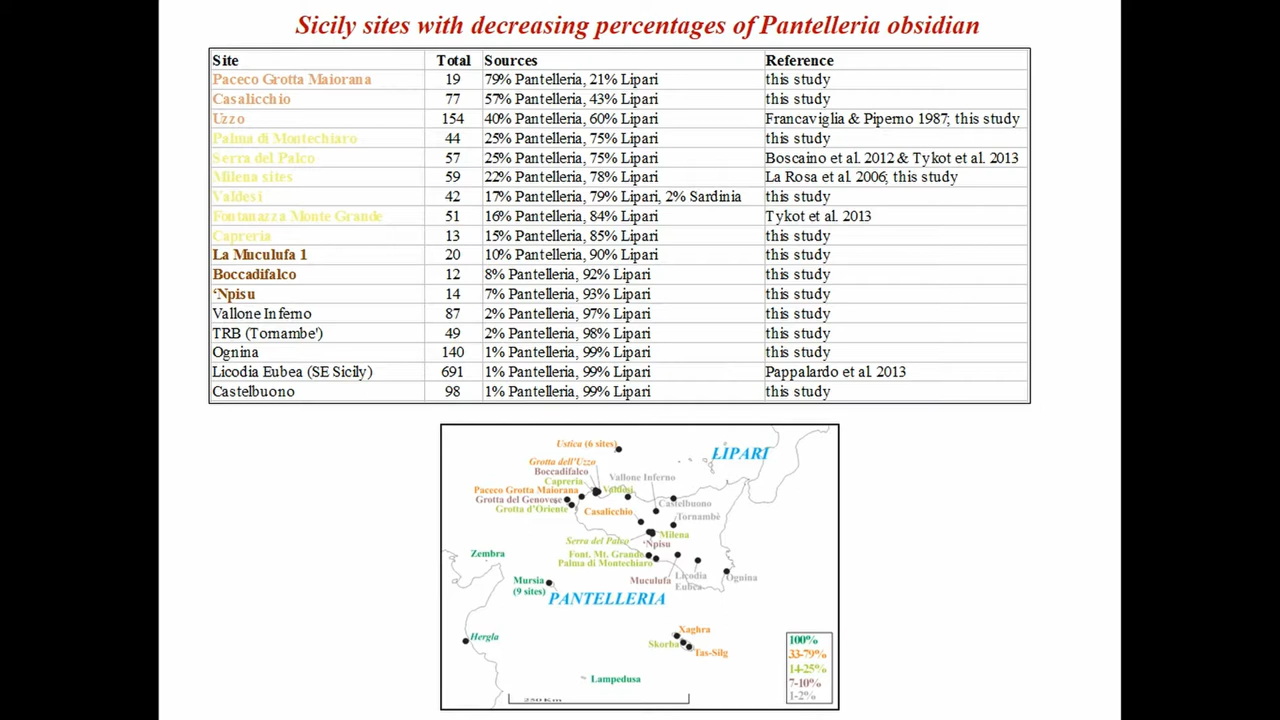 Sicily sites with decreasing percentages of Pantelleria obsidian
Site Total Sources Reference
Paceco Grotta Maiorana 19 79% Pantelleria, 21% Lipari this study
Casalicchio 77 57% Pantelleria, 43% Lipari this study
Uzzo 154 40% Pantelleria, 60% Lipari Francaviglia & Piperno 1987; this study
Palma di Montechiaro 44 25% Pantelleria, 75% Lipari this study
Serra del Palco 57 25% Pantelleria, 75% Lipari Boscaino et al. 2012 & Tykot et al. 2013
Milena sites 59 22% Pantelleria, 78% Lipari La Rosa et al. 2006; this study
Valdesi 42 17% Pantelleria, 79% Lipari, 2% Sardinia this study
Fontanazza Monte Grande 51 16% Pantelleria, 84% Lipari Tykot et al. 2013
Capreria 13 15% Pantelleria, 85% Lipari this study
La Muculufa 1 20 10% Pantelleria, 90% Lipari this study
Boccadifalco 12 8% Pantelleria, 92% Lipari this study
‘Npisu 14 7% Pantelleria, 93% Lipari this study
Vallone Inferno 87 2% Pantelleria, 97% Lipari this study
TRB (Tornambe') 49 2% Pantelleria, 98% Lipari this study
Ognina 140 1% Pantelleria, 99% Lipari this study
Licodia Eubea (SE Sicily) 691 1% Pantelleria, 99% Lipari Pappalardo et al. 2013
Castelbuono 98 1% Pantelleria, 99% Lipari this study
Ustica (6 sites)
LIPARI
Grotta dell'Uzzo
Boccadifalco
Vallone Inferno
Capreria
Paceco Grotta Maiorana
Valdesi
Grotta del Genovese
Castelbuono
Grotta d'Oriente
Casalicchio
Tornambè
Milena
Serra del Palco
‘Npisu
Font. Mt. Grande
Zembra
Palma di Montechiaro
Mursia
(9 sites)
Muculufa
Licodia
Eubea
Ognina
PANTELLERIA
Xaghra
Hergla
Skorba
Tas-Silg
Lampedusa
250 Km
100%
33-79%
14-25%
7-10%
1-2%